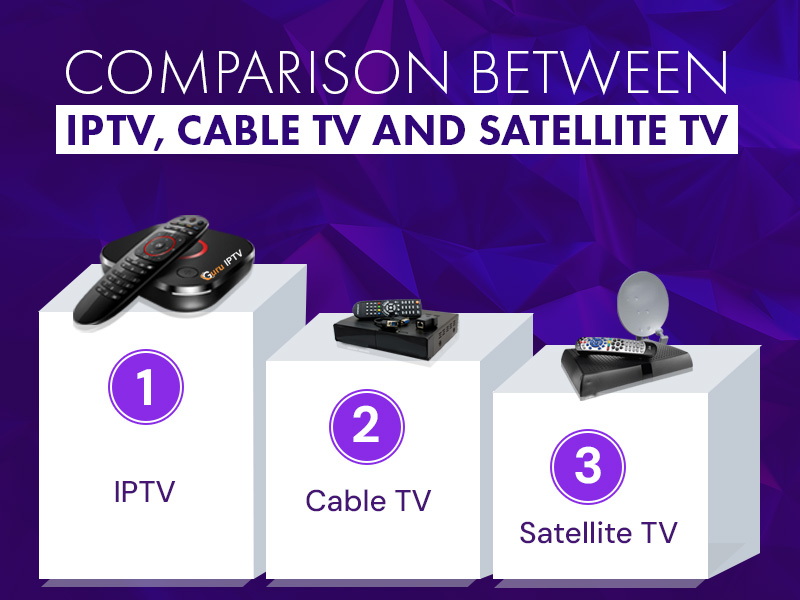 COMPARISON BETWEEN
IPTV, CABLE TV AND SATELLITE TV
Guru IPTV
1
IPTV
2
Cable TV
3
Satellite TV